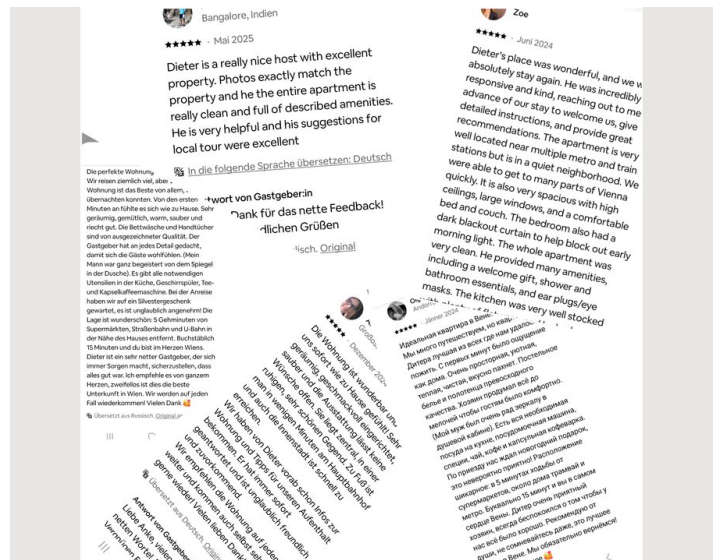 Bangalore, Indien
★★★★★ · Mai 2025
Dieter is a really nice host with excellent
property. Photos exactly match the
property and he the entire apartment is
really clean and full of described amenities.
He is very helpful and his suggestions for
local tour were excellent
In die folgende Sprache übersetzen: Deutsch
twort von Gastgeber:in
Dank für das nette Feedback!
dlichen Grüßen
isch. Original
Zoe
★★★★★ · Juni 2024
Dieter's place was wonderful, and we w
absolutely stay again. He was incredibly
responsive and kind, reaching out to me
advance of our stay to welcome us, give
detailed instructions, and provide great
recommendations. The apartment is very
well located near multiple metro and train
stations but is in a quiet neighborhood. We
were able to get to many parts of Vienna
quickly. It is also very spacious with high
ceilings, large windows, and a comfortable
bed and couch. The bedroom also had a
dark blackout curtain to help block out early
morning light. The whole apartment was
very clean. He provided many amenities,
including a welcome gift, shower and
bathroom essentials, and ear plugs/eye
masks. The kitchen was very well stocked
Die perfekte Wohnung
Wir reisen ziemlich viel, aber
Wohnung ist das Beste von allem,
übernachten konnten. Von den ersten
Minuten an fühlte es sich wie zu Hause. Sehr
geräumig, gemütlich, warm, sauber und
riecht gut. Die Bettwäsche und Handtücher
sind von ausgezeichneter Qualität. Der
Gastgeber hat an jedes Detail gedacht,
damit sich die Gäste wohlfühlen. (Mein
Mann war ganz begeistert von dem Spiegel
in der Dusche). Es gibt alle notwendigen
Utensilien in der Küche, Geschirrspüler, Tee-
und Kapselkaffeemaschine. Bei der Anreise
haben wir auf ein Silvestergeschenk
gewartet, es ist unglaublich angenehm! Die
Lage ist wunderschön: 5 Gehminuten von
Supermärkten, Straßenbahn und U-Bahn in
der Nähe des Hauses entfernt. Buchstäblich
15 Minuten und du bist im Herzen Wiens.
Dieter ist ein sehr netter Gastgeber, der sich
immer Sorgen macht, sicherzustellen, dass
alles gut war. Ich empfehle es von ganzem
Herzen, zweifellos ist dies die beste
Unterkunft in Wien. Wir werden auf jeden
Fall wiederkommen! Vielen Dank 🥰
Übersetzt aus Russisch. Original
★★★★★ · Dezember 202
Die Wohnung ist wunderbar un
uns sofort wie zu Hause gefühlt! Sehr
geräumig, geschmackvoll eingerichtet,
sauber und die Ausstattung lässt keine
Wünsche offen. Sie liegt zentral, in einer
ruhigen, sehr schönen Gegend. Zu Fuß ist
man in wenigen Minuten am Hauptbahnhof
und auch die Innenstadt ist schnell zu
erreichen.
Wir haben von Dieter vorab schon Infos zur
Wohnung und Tipps für unseren Aufenthalt
bekommen. Er hat immer sofort
geantwortet und ist unglaublich freundlich
und zuvorkommend.
Wir empfehlen die Wohnung auf jeden
weiter und kommen auch selbst seh
gerne wieder! Vielen lieben Dank
Übersetzt aus Deutsch. Origi
Antwort von Gastgeber
Liebe Anke, vielen
netten Worte!
★★★★★ · Jänner 2024
Идеальная квартира в Вене
Мы много путешествуем, но квар
Дитера лучшая из всех где нам удалос
пожить. С первых минут было ощущение
как дома. Очень просторная, уютная,
теплая, чистая, вкусно пахнет. Постельное
белье и полотенца превосходного
качества. Хозяин продумал всё до
мелочей чтобы гостям было комфортно.
(Мой муж был очень рад зеркалу в
душевой кабине). Есть вся необходимая
посуда на кухне, посудомоечная машина,
специи, чай, кофе и капсульная кофеварка.
По приезду нас ждал новогодний подарок,
это невероятно приятно! Расположение
шикарное: в 5 минутах ходьбы от
супермаркетов, около дома трамвай и
метро. Буквально 15 минут и вы в самом
сердце Вены. Дитер очень приятный
хозяин, всегда беспокоился о том чтобы у
нас всё было хорошо. Рекомендую от
души, не сомневайтесь даже, это лучшее
в Вене. Мы обязательно вернёмся!